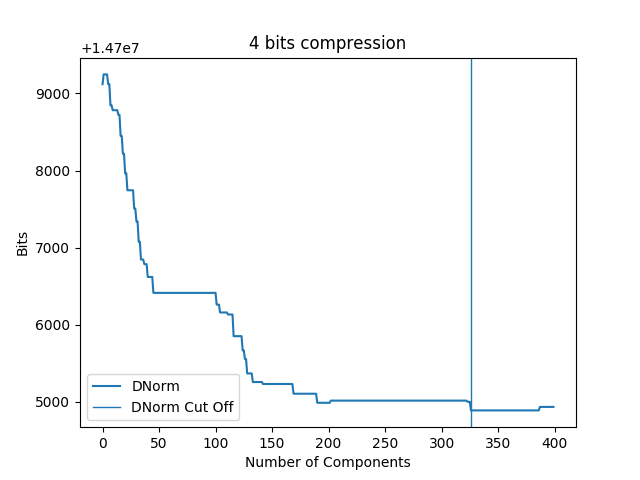 4 bits compression
+1.47e7
9000
8000
7000
6000
5000
Bits
DNorm
DNorm Cut Off
0 50 100 150 200 250 300 350 400
Number of Components